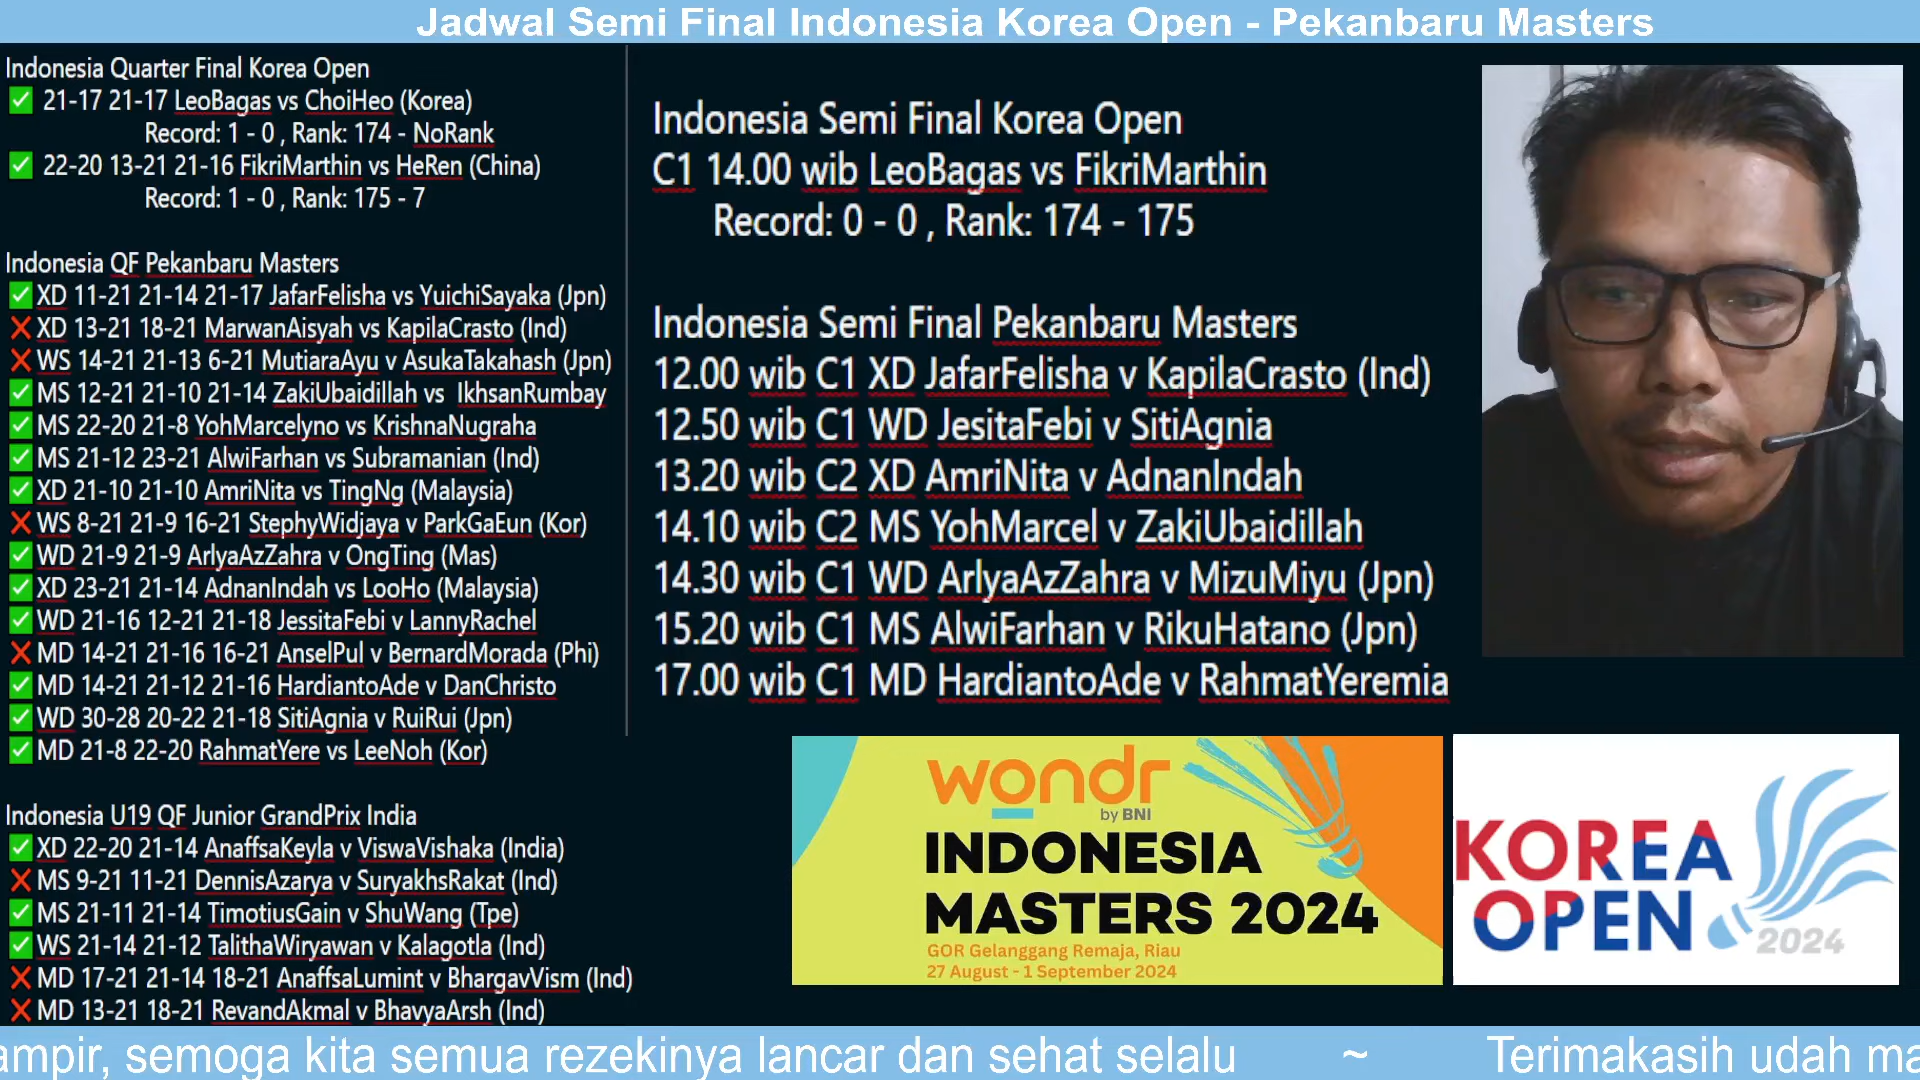 Jadwal Semi Final Indonesia Korea Open - Pekanbaru Masters
Indonesia Quarter Final Korea Open
✅ 21-17 21-17 LeoBagas vs ChoiHeo (Korea)
Record: 1 - 0 , Rank: 174 - NoRank
✅ 22-20 13-21 21-16 FikriMarthin vs HeRen (China)
Record: 1 - 0 , Rank: 175 - 7
Indonesia QF Pekanbaru Masters
✅XD 11-21 21-14 21-17 JafarFelisha vs YuichiSayaka (Jpn)
❌XD 13-21 18-21 MarwanAisyah vs KapilaCrasto (Ind)
❌WS 14-21 21-13 6-21 MutiaraAyu v AsukaTakahash (Jpn)
✅MS 12-21 21-10 21-14 ZakiUbaidillah vs IkhsanRumbay
✅MS 22-20 21-8 YohMarcelyno vs KrishnaNugraha
✅MS 21-12 23-21 AlwiFarhan vs Subramanian (Ind)
✅XD 21-10 21-10 AmriNita vs TingNg (Malaysia)
❌WS 8-21 21-9 16-21 StephyWidjaya v ParkGaEun (Kor)
✅WD 21-9 21-9 ArlyaAzZahra v OngTing (Mas)
✅XD 23-21 21-14 AdnanIndah vs LooHo (Malaysia)
✅WD 21-16 12-21 21-18 JessitaFebi v LannyRachel
❌MD 14-21 21-16 16-21 AnselPul v BernardMorada (Phi)
✅MD 14-21 21-12 21-16 HardiantoAde v DanChristo
✅WD 30-28 20-22 21-18 SitiAgnia v RuiRui (Jpn)
✅MD 21-8 22-20 RahmatYere vs LeeNoh (Kor)
Indonesia U19 QF Junior GrandPrix India
✅XD 22-20 21-14 AnaffsaKeyla v ViswaVishaka (India)
❌MS 9-21 11-21 DennisAzarya v SuryakhsRakat (Ind)
✅MS 21-11 21-14 TimotiusGain v ShuWang (Tpe)
✅WS 21-14 21-12 TalithaWiryawan v Kalagotla (Ind)
❌MD 17-21 21-14 18-21 AnaffsaLumint v BhargavVism (Ind)
❌MD 13-21 18-21 RevandAkmal v BhavyaArsh (Ind)
Indonesia Semi Final Korea Open
C1 14.00 wib LeoBagas vs FikriMarthin
Record: 0 - 0 , Rank: 174 - 175
Indonesia Semi Final Pekanbaru Masters
12.00 wib C1 XD JafarFelisha v KapilaCrasto (Ind)
12.50 wib C1 WD JesitaFebi v SitiAgnia
13.20 wib C2 XD AmriNita v AdnanIndah
14.10 wib C2 MS YohMarcel v ZakiUbaidillah
14.30 wib C1 WD ArlyaAzZahra v MizuMiyu (Jpn)
15.20 wib C1 MS AlwiFarhan v RikuHatano (Jpn)
17.00 wib C1 MD HardiantoAde v RahmatYeremia
wondr
by BNI
INDONESIA
MASTERS 2024
GOR Gelanggang Remaja, Riau
27 August - 1 September 2024
KOREA
OPEN
2024
ampir, semoga kita semua rezekinya lancar dan sehat selalu ~ Terimakasih udah ma